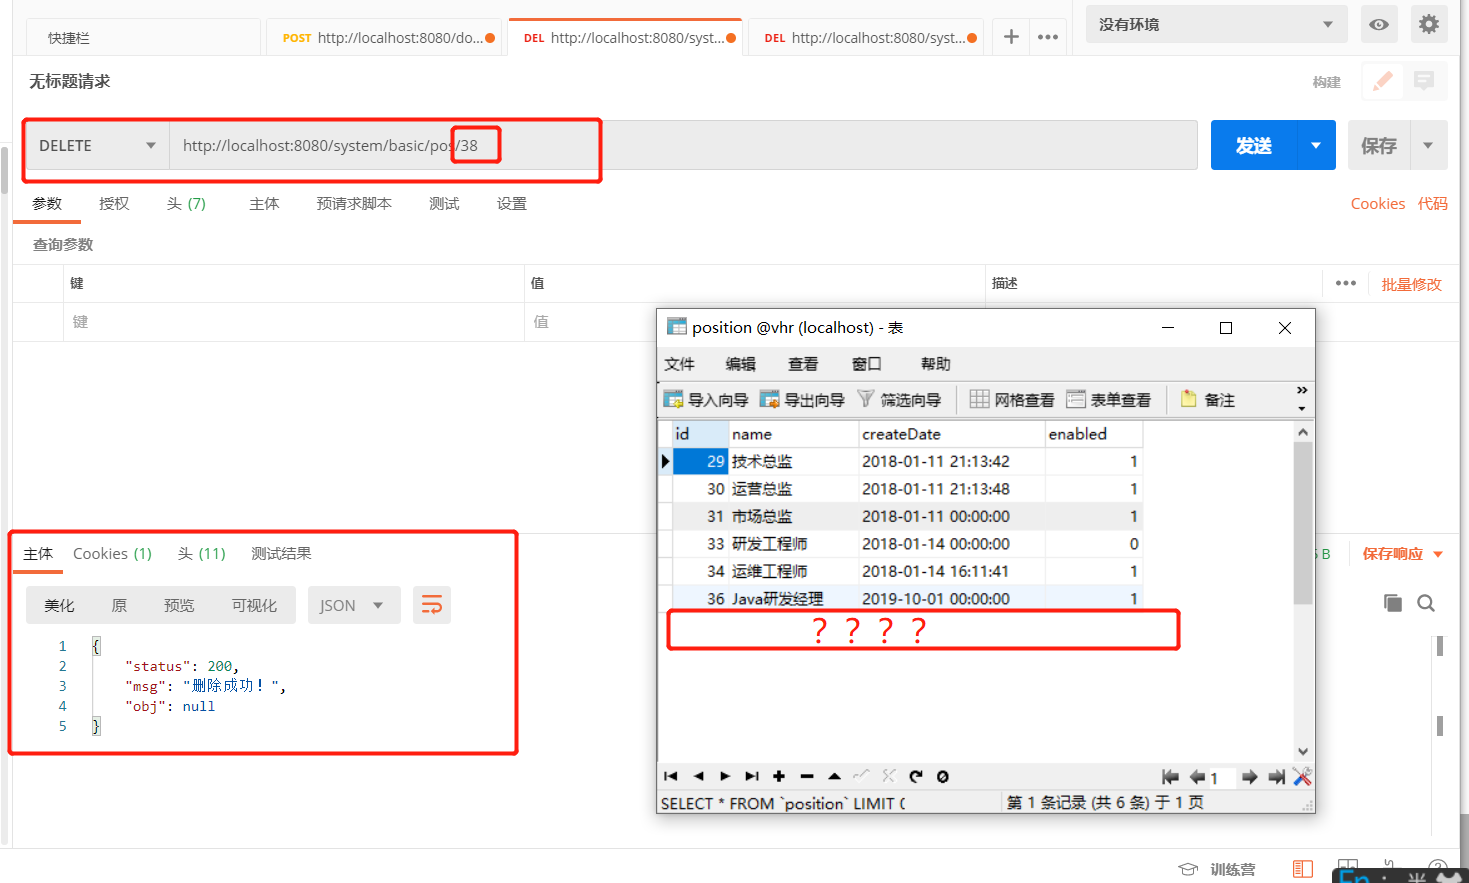 快捷栏
POST http://localhost:8080/do...
DEL http://localhost:8080/syst...
DEL http://localhost:8080/syst...
没有环境
无标题请求
构建
DELETE
http://localhost:8080/system/basic/pos/38
发送
保存
参数 授权 头 (7) 主体 预请求脚本 测试 设置
Cookies 代码
查询参数
键 值 描述
批量修改
键 值
position @vhr (localhost) - 表
文件 编辑 查看 窗口 帮助
导入向导 导出向导 筛选向导 网格查看 表单查看 备注
id name createDate enabled
29 技术总监 2018-01-11 21:13:42 1
30 运营总监 2018-01-11 21:13:48 1
31 市场总监 2018-01-11 00:00:00 1
33 研发工程师 2018-01-14 00:00:00 0
34 运维工程师 2018-01-14 16:11:41 1
36 Java研发经理 2019-10-01 00:00:00 1
？？？？
1
SELECT * FROM `position` LIMIT 0
第 1 条记录 (共 6 条) 于 1 页
主体 Cookies (1) 头 (11) 测试结果
B
保存响应
美化 原 预览 可视化 JSON
1 {
2 "status": 200,
3 "msg": "删除成功！",
4 "obj": null
5 }
训练营